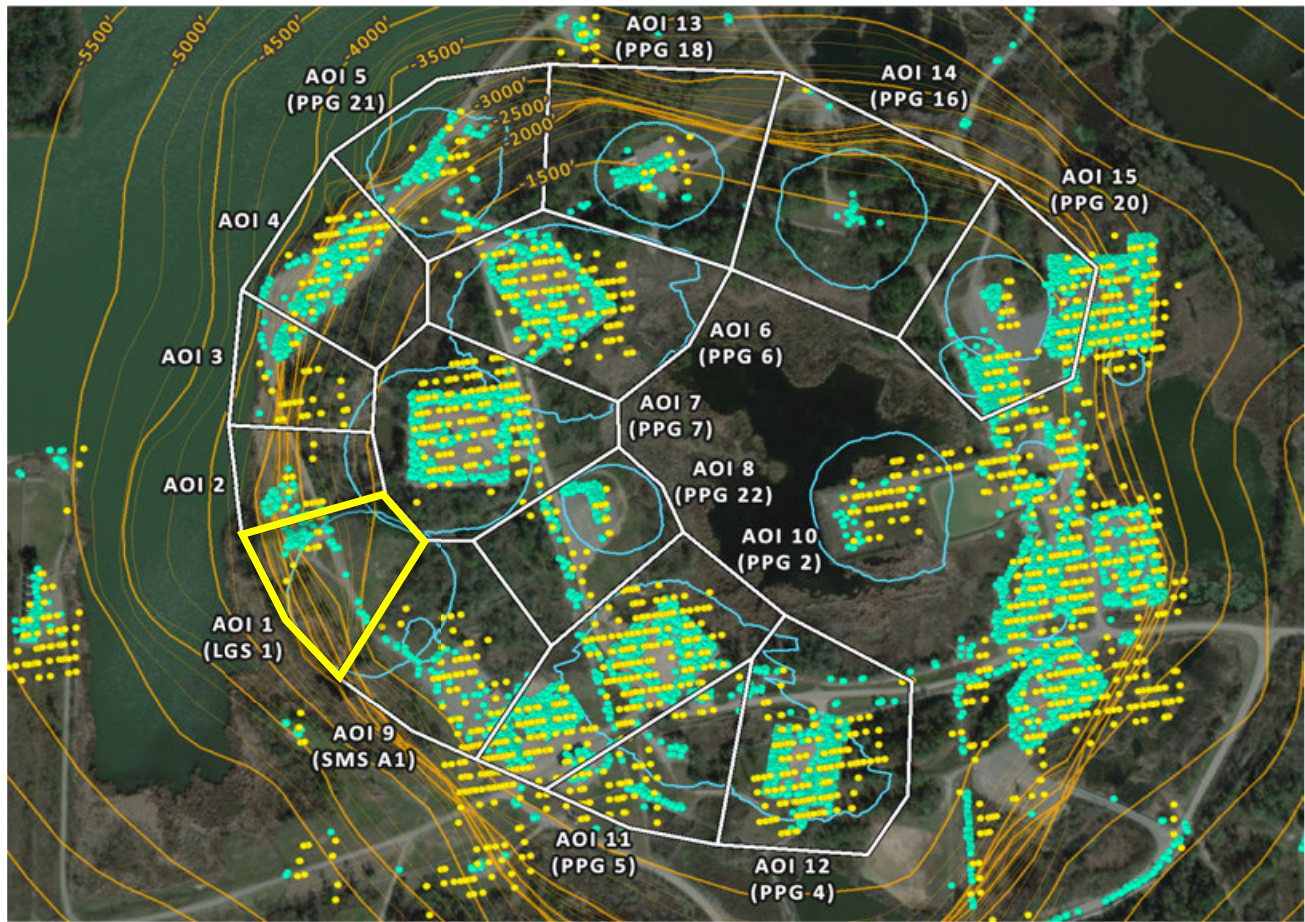 -5500'
-5000'
-4500'
-4000'
-3500'
-3000'
-2500'
-2000'
-1500'
AOI 13
(PPG 18)
AOI 5
(PPG 21)
AOI 14
(PPG 16)
AOI 15
(PPG 20)
AOI 4
AOI 3
AOI 6
(PPG 6)
AOI 7
(PPG 7)
AOI 2
AOI 8
(PPG 22)
AOI 10
(PPG 2)
AOI 1
(LGS 1)
AOI 9
(SMS A1)
AOI 11
(PPG 5)
AOI 12
(PPG 4)